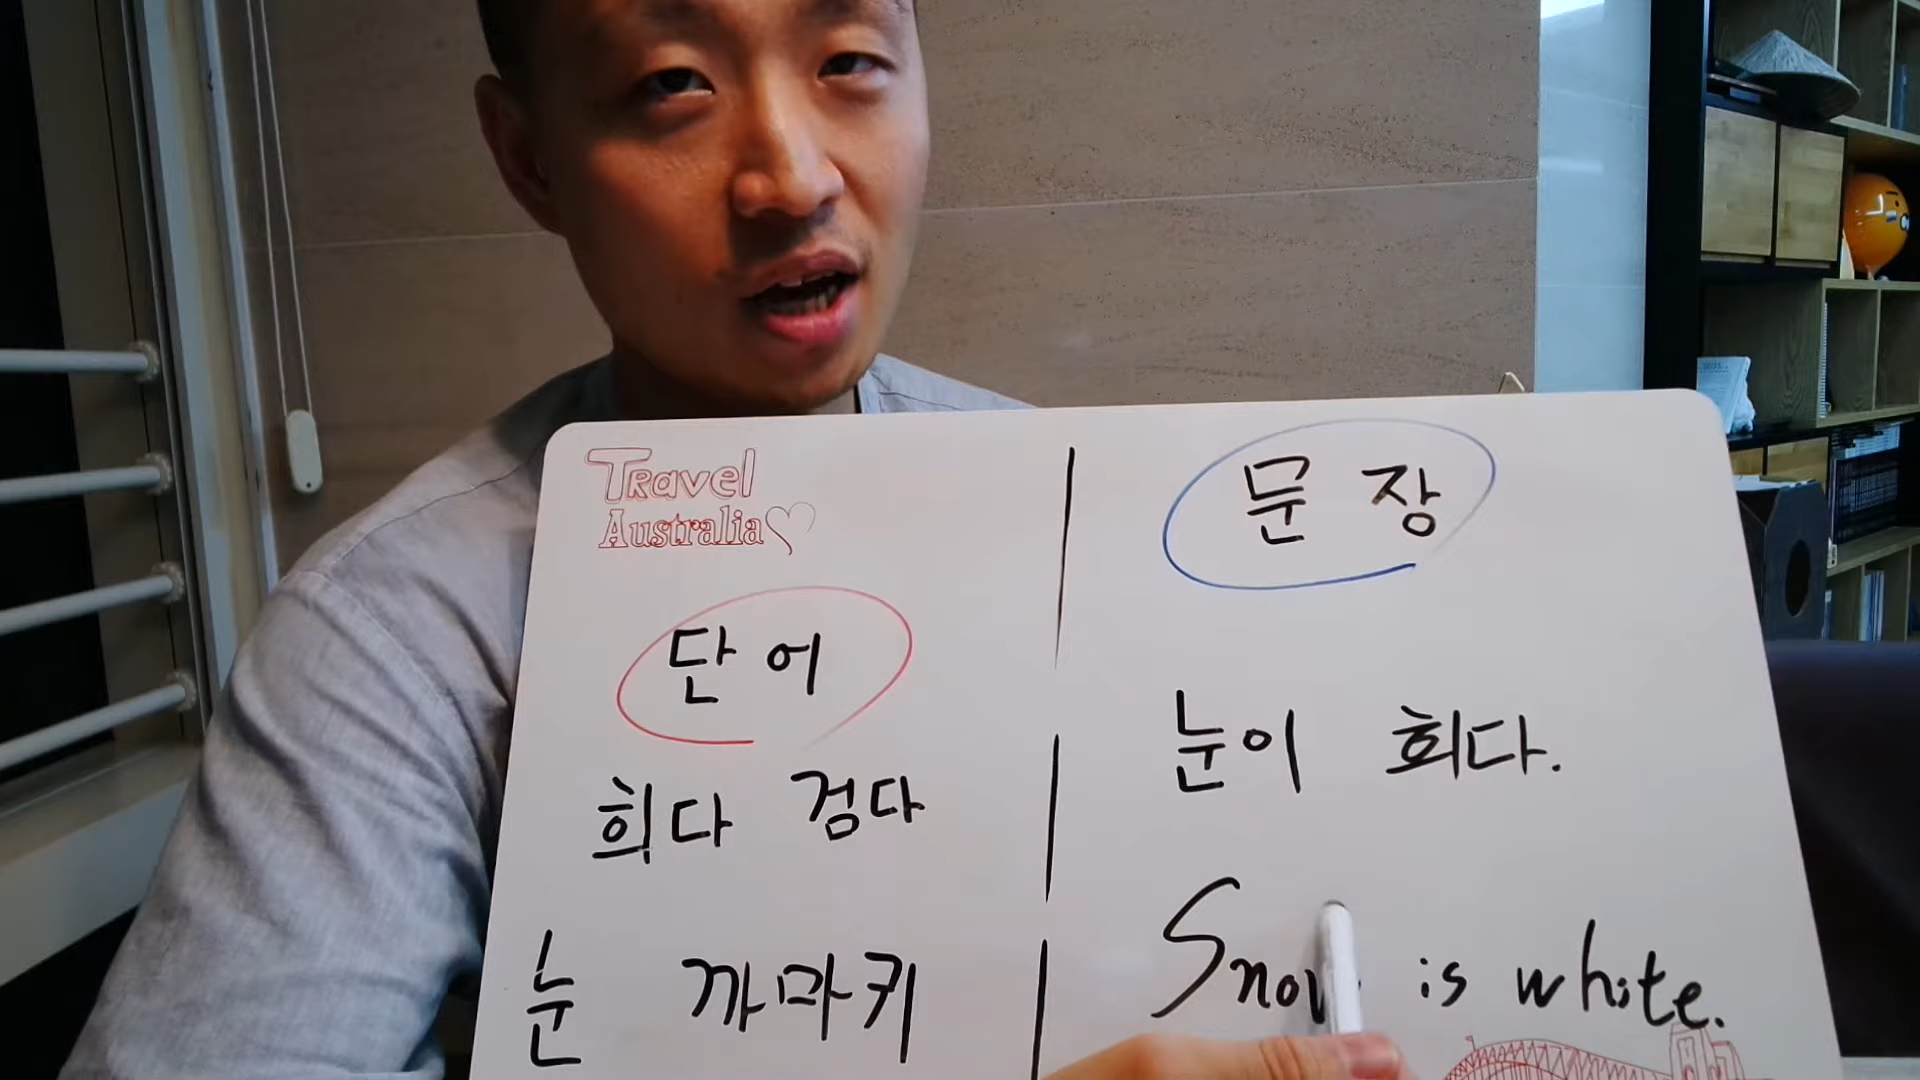 Travel
Australia
단어
희다 검다
눈 까마귀
문장
눈이 희다.
Snow is white.